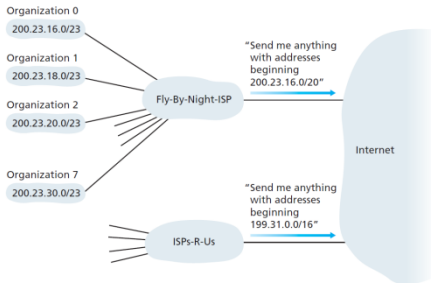 Organization 0
200.23.16.0/23
Organization 1
200.23.18.0/23
Organization 2
200.23.20.0/23
Organization 7
200.23.30.0/23
Fly-By-Night-ISP
“Send me anything
with addresses
beginning
200.23.16.0/20”
Internet
ISPs-R-Us
“Send me anything
with addresses
beginning
199.31.0.0/16”